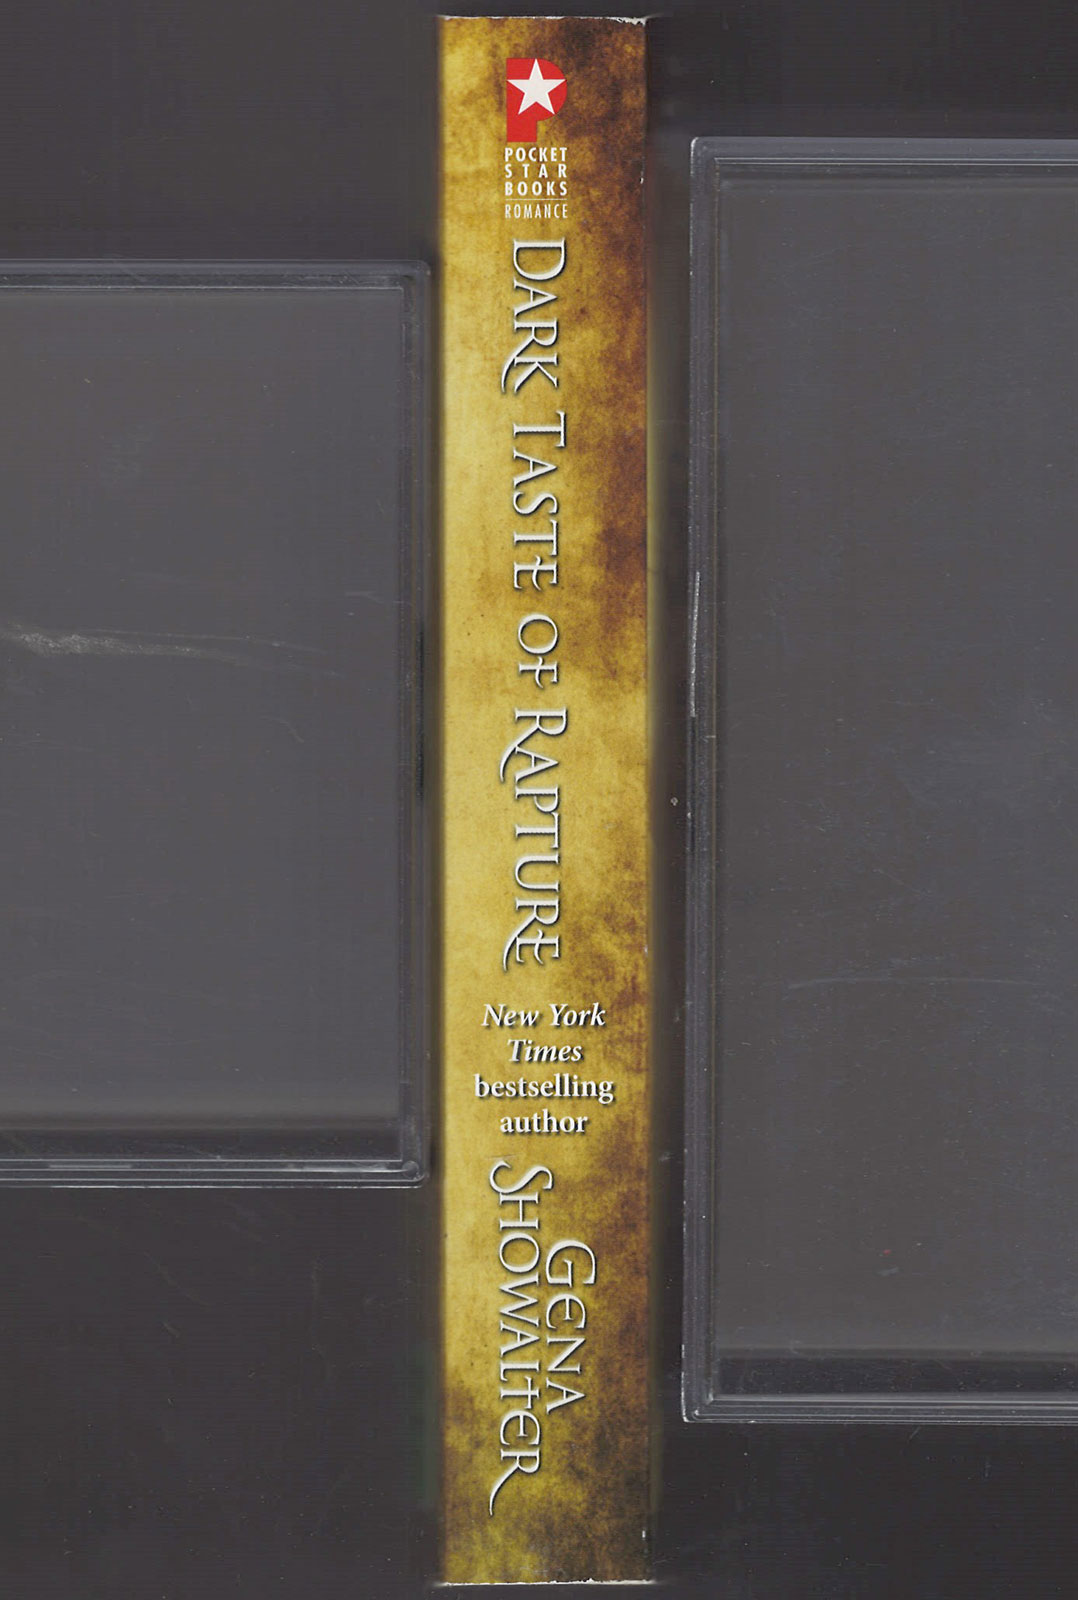 P
POCKET
STAR
BOOKS
ROMANCE
DARK TASTE OF RAPTURE
New York
Times
bestselling
author
GENA
SHOWALTER